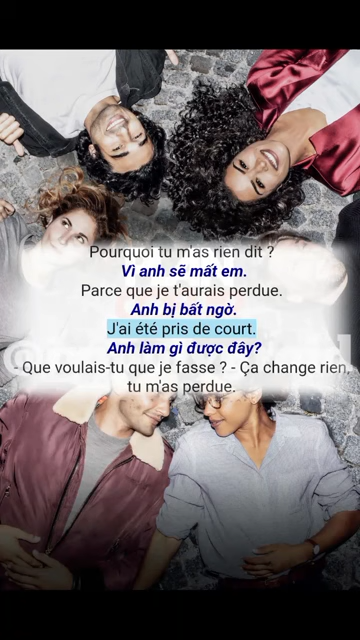 Pourquoi tu m'as rien dit ?
Vì anh sẽ mất em.
Parce que je t'aurais perdue.
Anh bị bất ngờ.
J'ai été pris de court.
Anh làm gì được đây?
- Que voulais-tu que je fasse ? - Ça change rien,
tu m'as perdue.